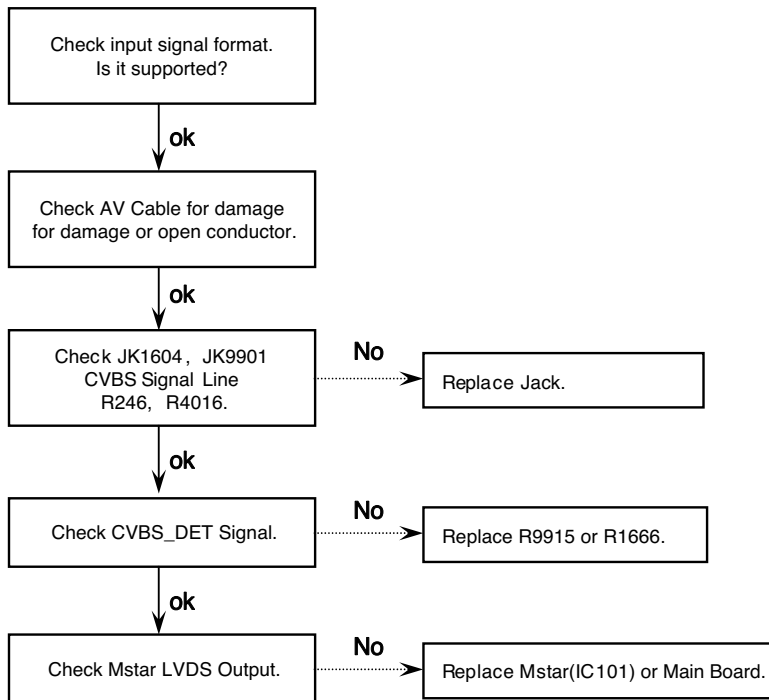 Check input signal format.
Is it supported?
ok
Check AV Cable for damage
for damage or open conductor.
ok
Check JK1604, JK9901
CVBS Signal Line
R246, R4016.
No
Replace Jack.
ok
Check CVBS_DET Signal.
No
Replace R9915 or R1666.
ok
Check Mstar LVDS Output.
No
Replace Mstar(IC101) or Main Board.